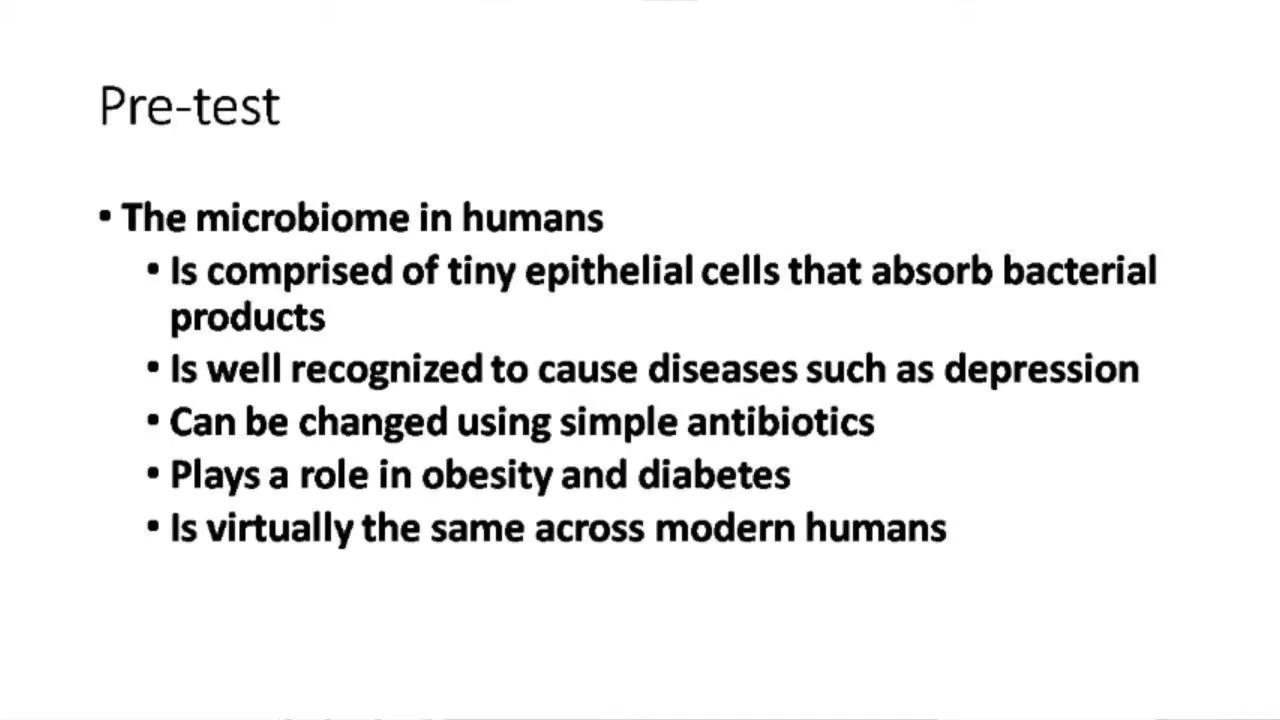 Pre-test
• The microbiome in humans
• Is comprised of tiny epithelial cells that absorb bacterial
products
• Is well recognized to cause diseases such as depression
• Can be changed using simple antibiotics
• Plays a role in obesity and diabetes
• Is virtually the same across modern humans